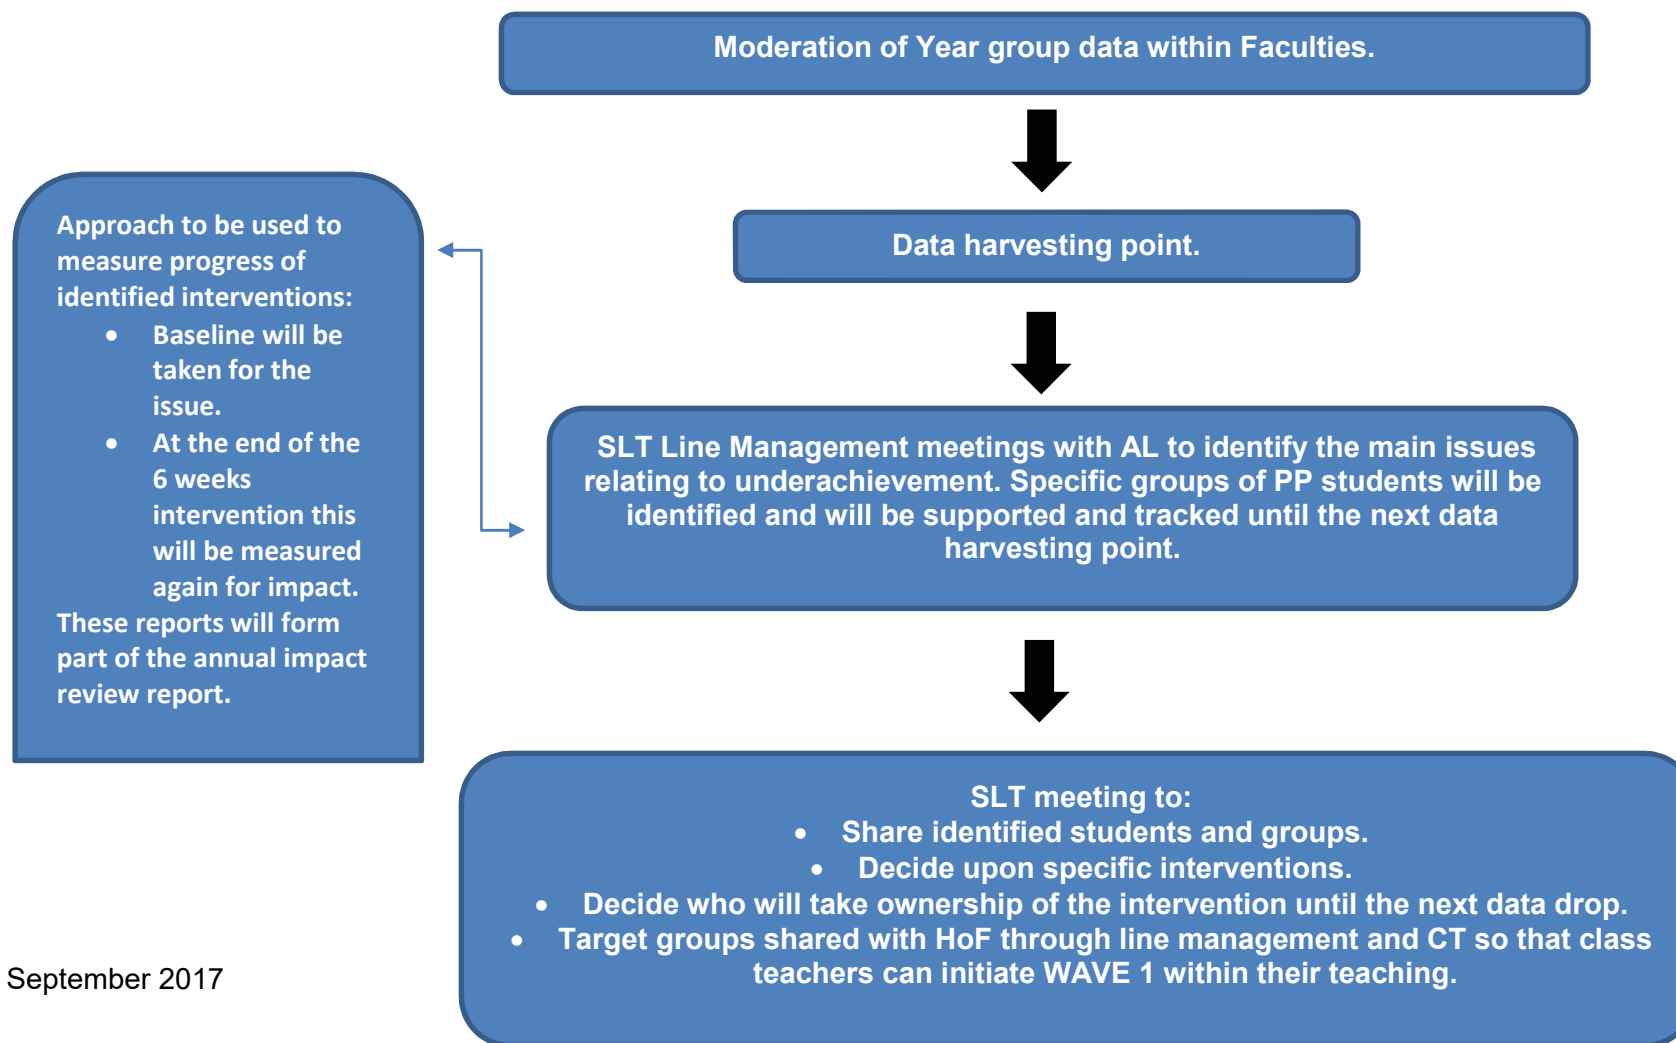 Moderation of Year group data within Faculties.
Data harvesting point.
Approach to be used to
measure progress of
identified interventions:
• Baseline will be
taken for the
issue.
• At the end of the
6 weeks
intervention this
will be measured
again for impact.
These reports will form
part of the annual impact
review report.
SLT Line Management meetings with AL to identify the main issues
relating to underachievement. Specific groups of PP students will be
identified and will be supported and tracked until the next data
harvesting point.
SLT meeting to:
• Share identified students and groups.
• Decide upon specific interventions.
• Decide who will take ownership of the intervention until the next data drop.
• Target groups shared with HoF through line management and CT so that class
teachers can initiate WAVE 1 within their teaching.
September 2017